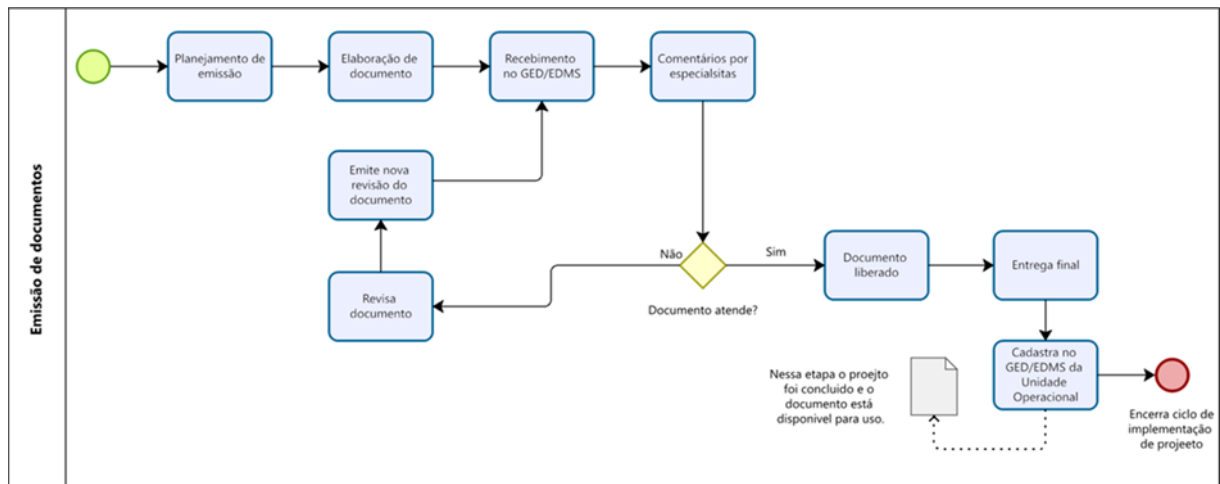 Emissão de documentos
Planejamento de
emissão
Elaboração de
documento
Recebimento
no GED/EDMS
Comentários por
especialsitas
Emite nova
revisão do
documento
Revisa
documento
Não
Sim
Documento atende?
Documento
liberado
Entrega final
Cadastra no
GED/EDMS da
Unidade
Operacional
Nessa etapa o proejto
foi concluido e o
documento está
disponivel para uso.
Encerra ciclo de
implementação
de projeeto